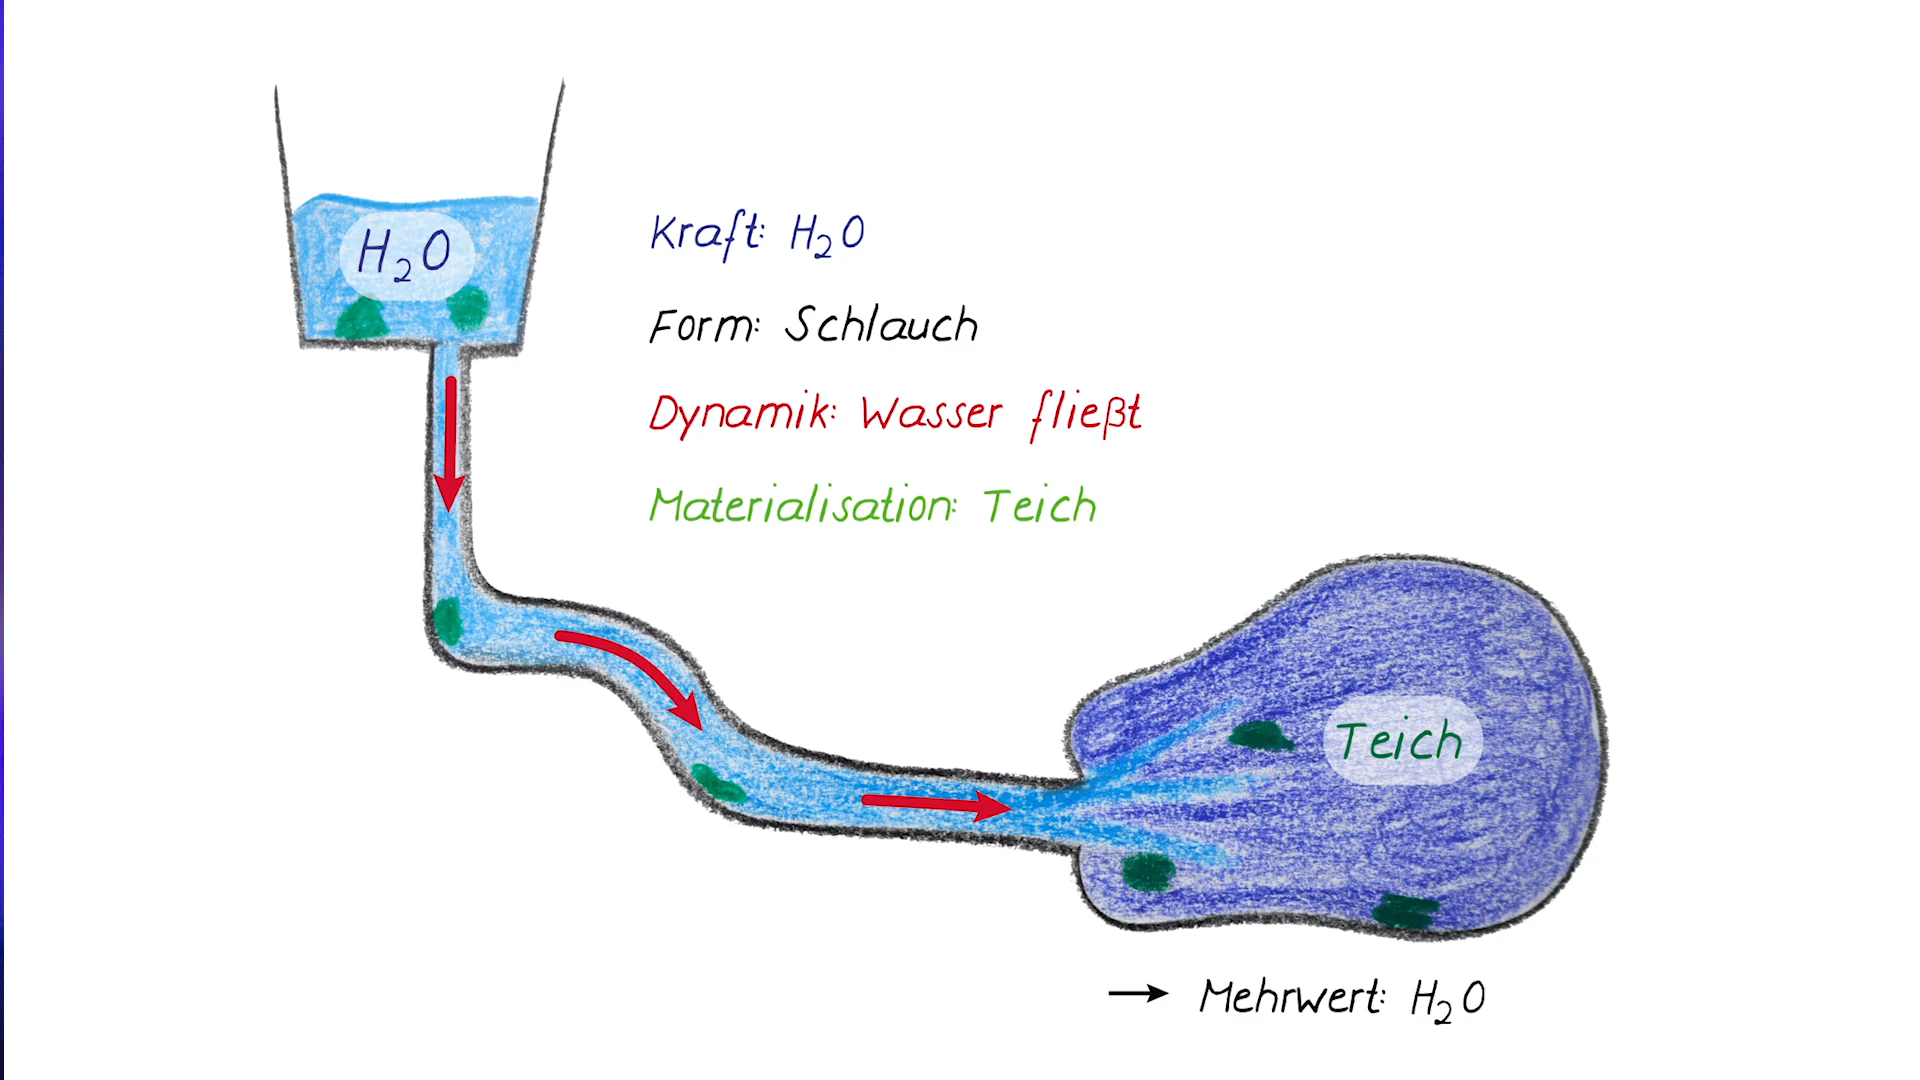 H₂O
Kraft: H₂O
Form: Schlauch
Dynamik: Wasser fließt
Materialisation: Teich
Teich
→ Mehrwert: H₂O